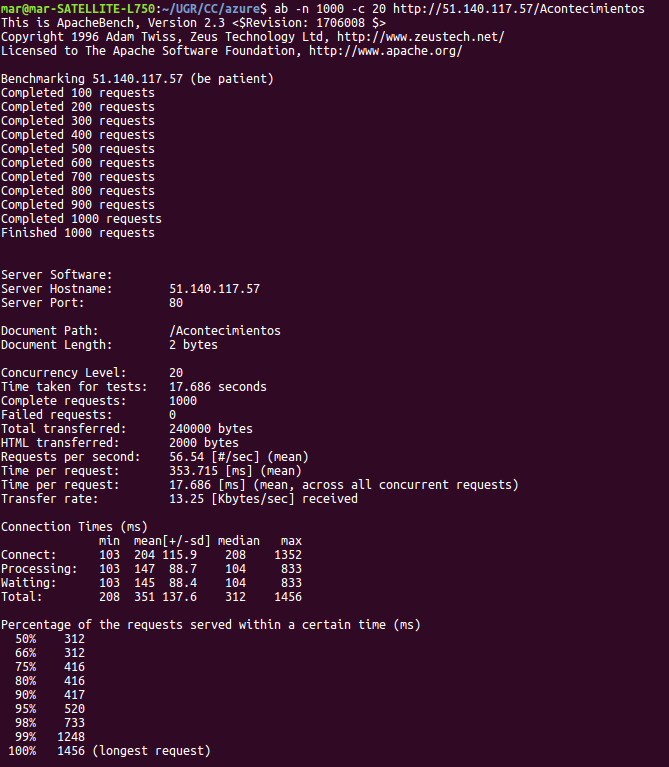 mar@mar-SATELLITE-L750:~/UGR/CC/azure$ ab -n 1000 -c 20 http://51.140.117.57/Acontecimientos
This is ApacheBench, Version 2.3 <$Revision: 1706008 $>
Copyright 1996 Adam Twiss, Zeus Technology Ltd, http://www.zeustech.net/
Licensed to The Apache Software Foundation, http://www.apache.org/

Benchmarking 51.140.117.57 (be patient)
Completed 100 requests
Completed 200 requests
Completed 300 requests
Completed 400 requests
Completed 500 requests
Completed 600 requests
Completed 700 requests
Completed 800 requests
Completed 900 requests
Completed 1000 requests
Finished 1000 requests


Server Software:
Server Hostname:        51.140.117.57
Server Port:            80

Document Path:          /Acontecimientos
Document Length:        2 bytes

Concurrency Level:      20
Time taken for tests:   17.686 seconds
Complete requests:      1000
Failed requests:        0
Total transferred:      240000 bytes
HTML transferred:       2000 bytes
Requests per second:    56.54 [#/sec] (mean)
Time per request:       353.715 [ms] (mean)
Time per request:       17.686 [ms] (mean, across all concurrent requests)
Transfer rate:          13.25 [Kbytes/sec] received

Connection Times (ms)
              min  mean[+/-sd] median   max
Connect:      103  204 115.9    208    1352
Processing:   103  147  88.7    104     833
Waiting:      103  145  88.4    104     833
Total:        208  351 137.6    312    1456

Percentage of the requests served within a certain time (ms)
  50%    312
  66%    312
  75%    416
  80%    416
  90%    417
  95%    520
  98%    733
  99%   1248
 100%   1456 (longest request)